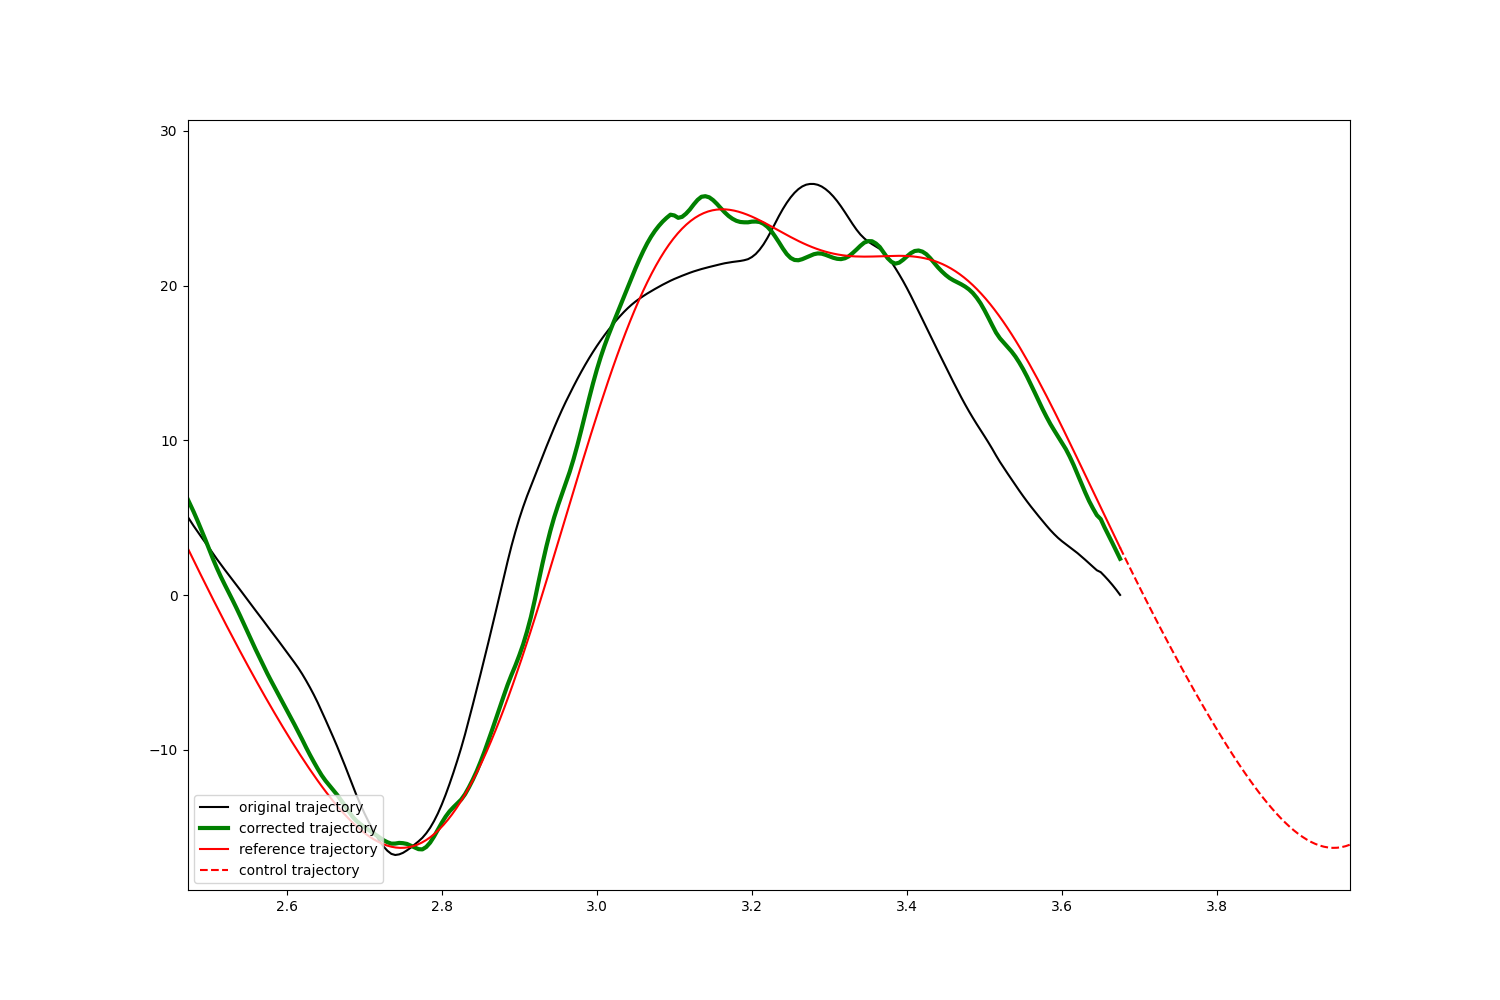 30
20
10
0
−10
original trajectory
corrected trajectory
reference trajectory
control trajectory
2.6 2.8 3.0 3.2 3.4 3.6 3.8